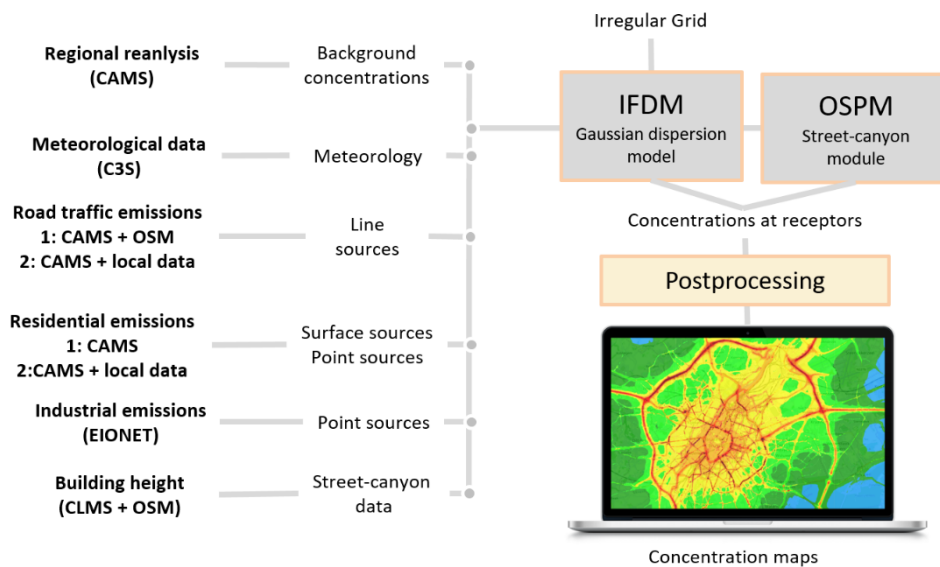 Regional reanlysis
(CAMS)
Background
concentrations
Meteorological data
(C3S)
Meteorology
Road traffic emissions
1: CAMS + OSM
2: CAMS + local data
Line
sources
Residential emissions
1: CAMS
2:CAMS + local data
Surface sources
Point sources
Industrial emissions
(EIONET)
Point sources
Building height
(CLMS + OSM)
Street-canyon
data
Irregular Grid
IFDM
Gaussian dispersion
model
OSPM
Street-canyon
module
Concentrations at receptors
Postprocessing
Concentration maps